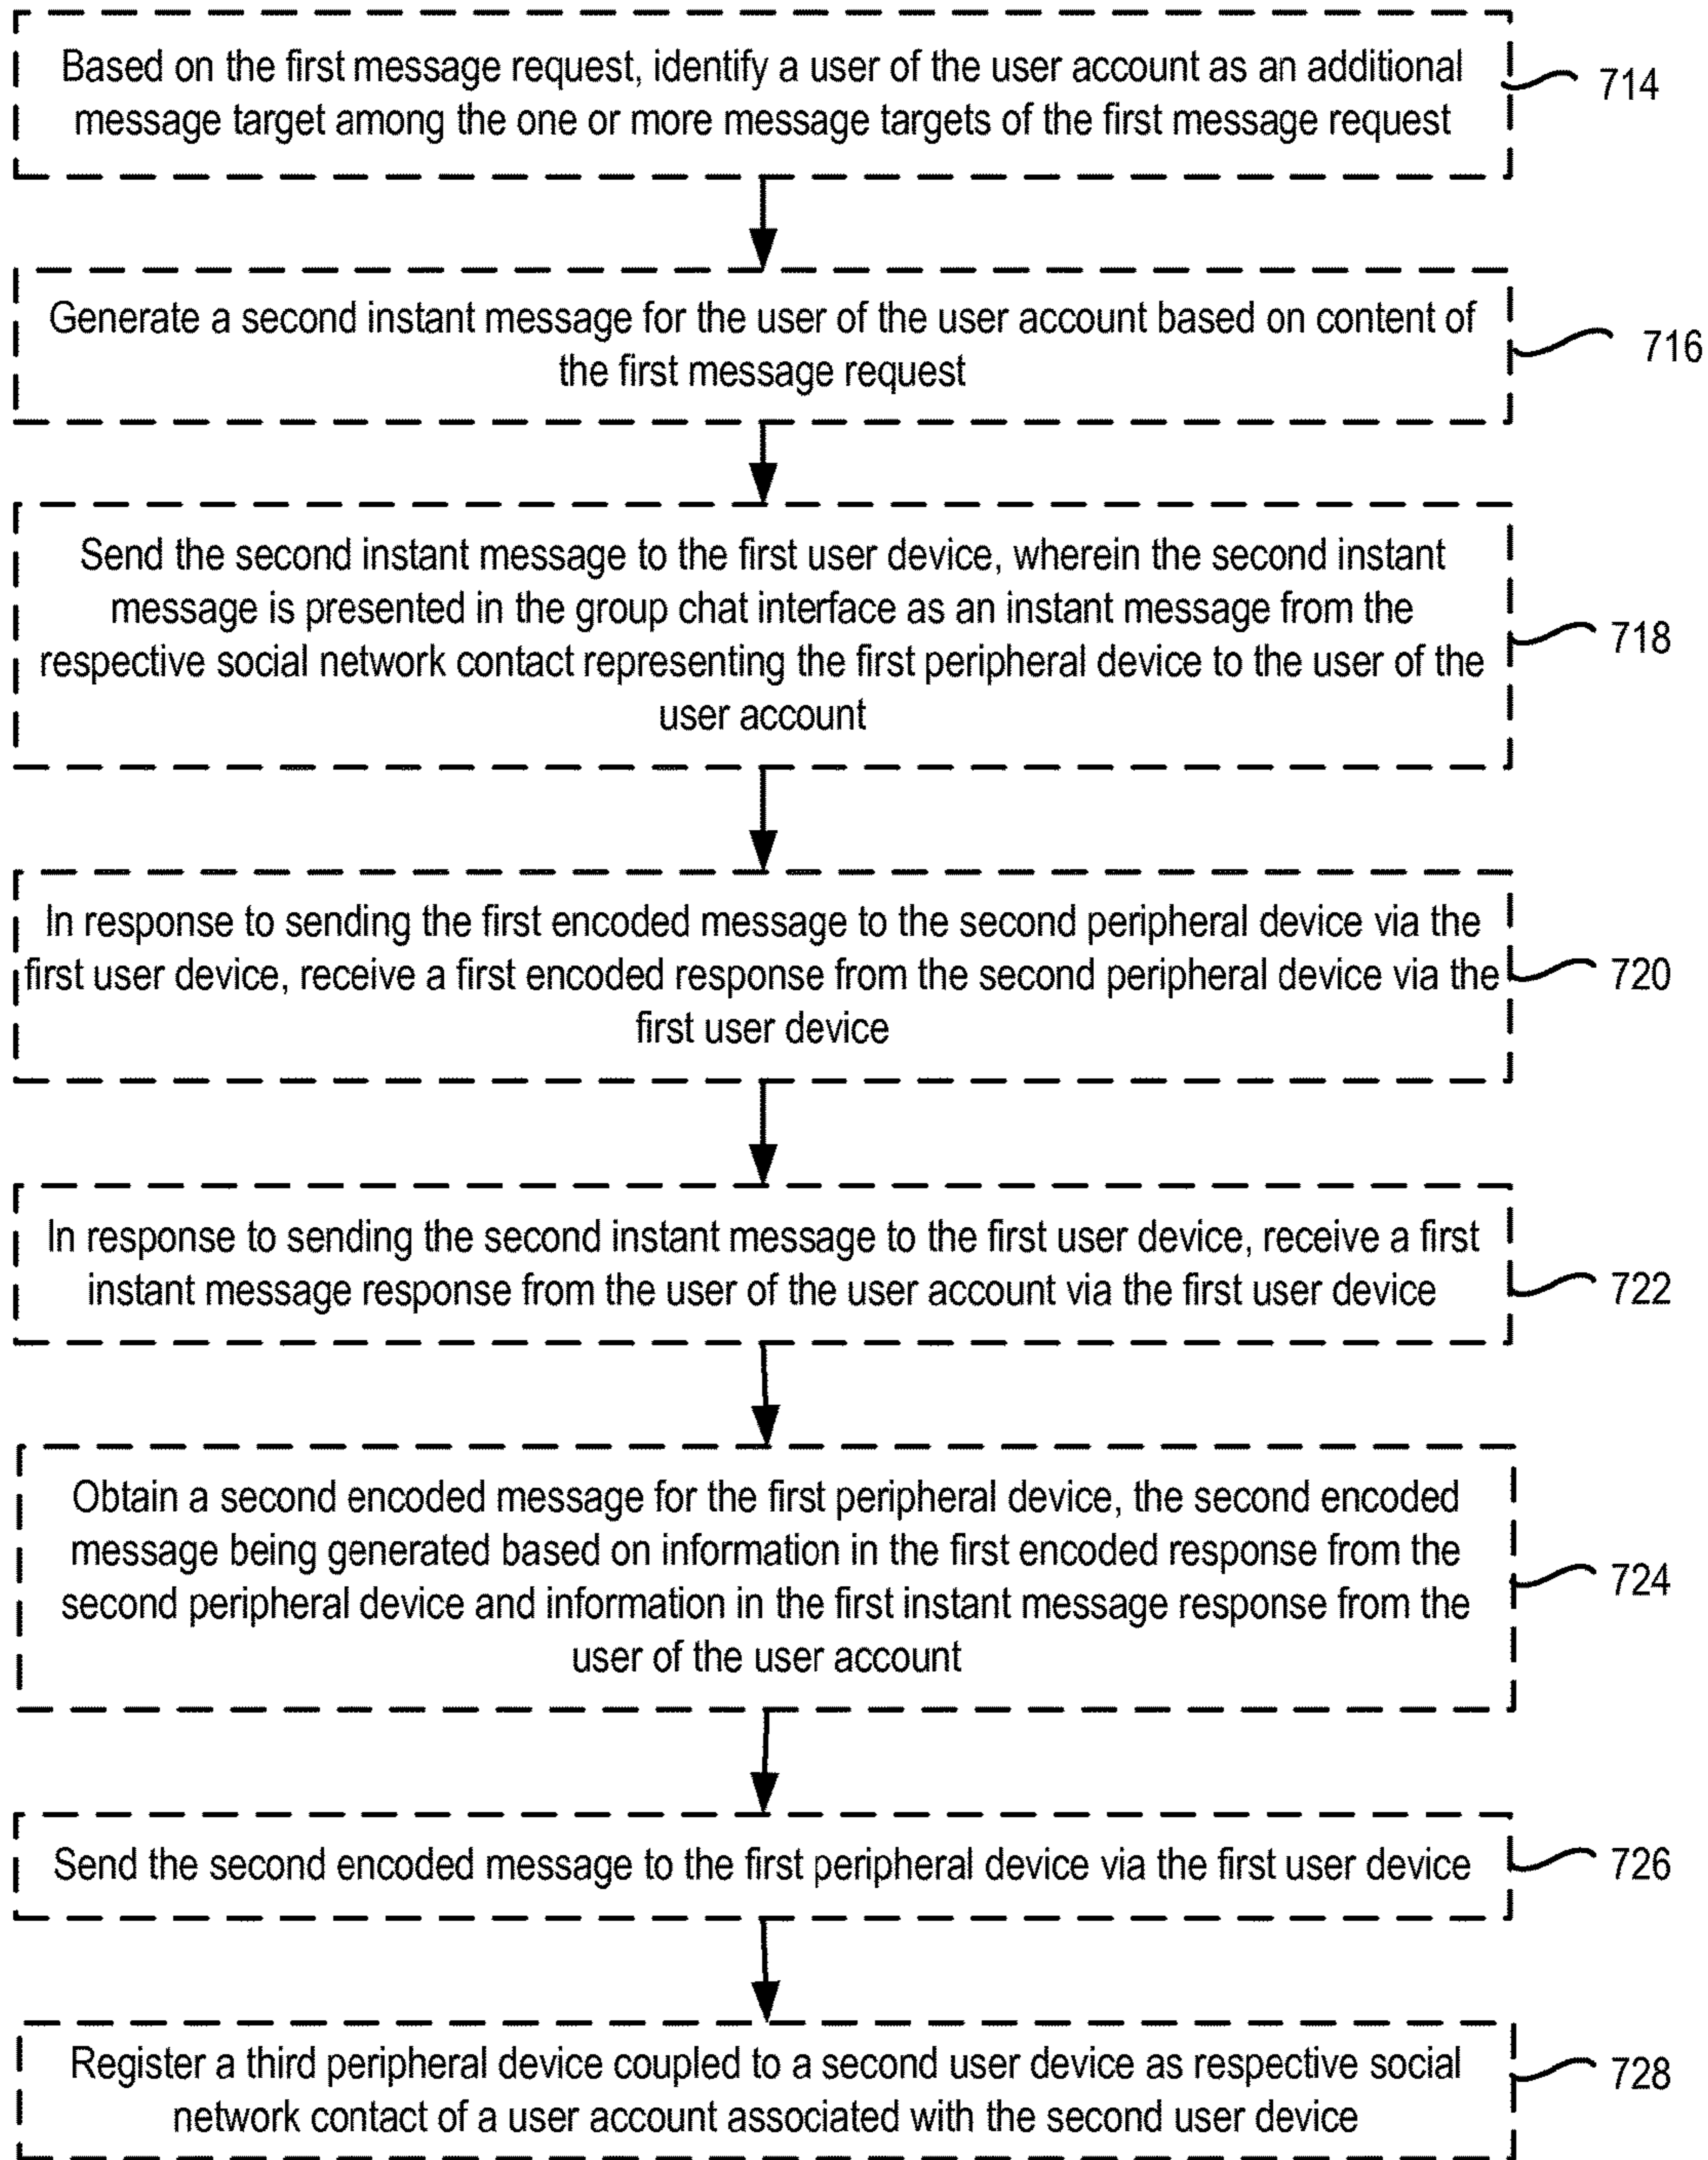 Based on the first message request, identify a user of the user account as an additional
message target among the one or more message targets of the first message request
714
Generate a second instant message for the user of the user account based on content of
the first message request
716
Send the second instant message to the first user device, wherein the second instant
message is presented in the group chat interface as an instant message from the
respective social network contact representing the first peripheral device to the user of the
user account
718
In response to sending the first encoded message to the second peripheral device via the
first user device, receive a first encoded response from the second peripheral device via the
first user device
720
In response to sending the second instant message to the first user device, receive a first
instant message response from the user of the user account via the first user device
722
Obtain a second encoded message for the first peripheral device, the second encoded
message being generated based on information in the first encoded response from the
second peripheral device and information in the first instant message response from the
user of the user account
724
Send the second encoded message to the first peripheral device via the first user device
726
Register a third peripheral device coupled to a second user device as respective social
network contact of a user account associated with the second user device
728